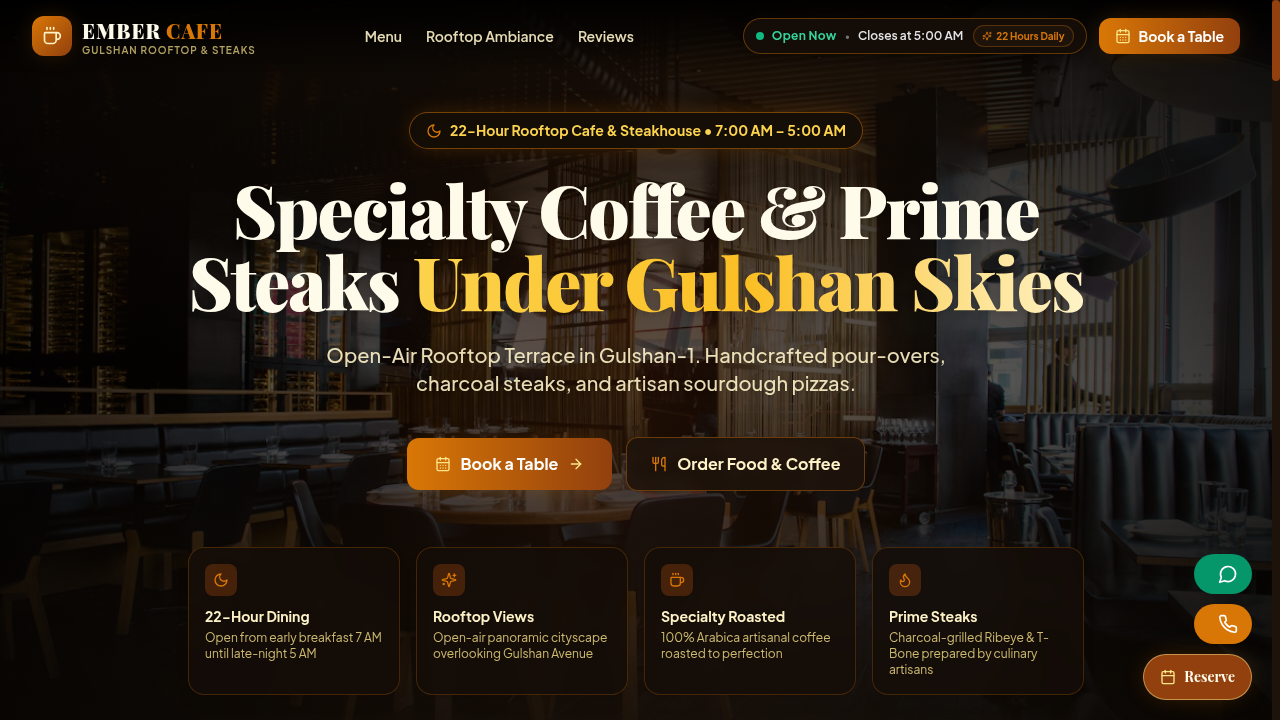 EMBER CAFE
GULSHAN ROOFTOP & STEAKS
Menu
Rooftop Ambiance
Reviews
Open Now • Closes at 5:00 AM
22 Hours Daily
Book a Table
22-Hour Rooftop Cafe & Steakhouse • 7:00 AM – 5:00 AM
Specialty Coffee & Prime
Steaks Under Gulshan Skies
Open-Air Rooftop Terrace in Gulshan-1. Handcrafted pour-overs,
charcoal steaks, and artisan sourdough pizzas.
Book a Table
Order Food & Coffee
22-Hour Dining
Open from early breakfast 7 AM
until late-night 5 AM
Rooftop Views
Open-air panoramic cityscape
overlooking Gulshan Avenue
Specialty Roasted
100% Arabica artisanal coffee
roasted to perfection
Prime Steaks
Charcoal-grilled Ribeye & T-
Bone prepared by culinary
artisans
Reserve